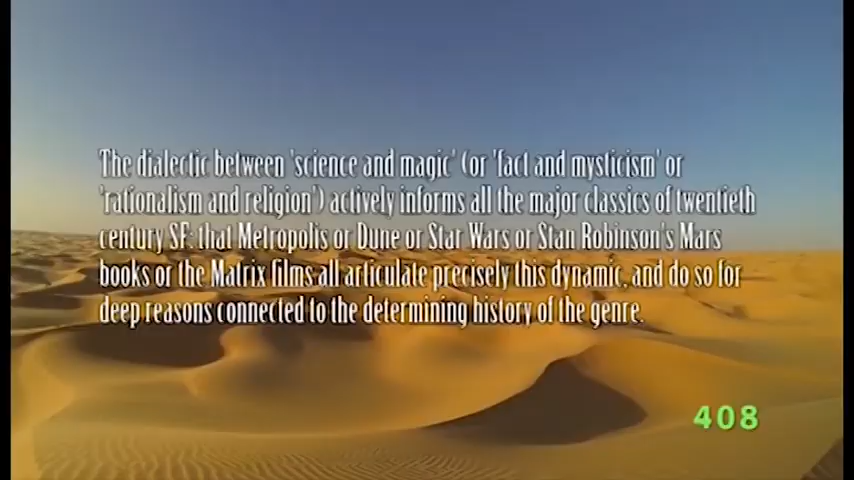 The dialectic between 'science and magic' (or 'fact and mysticism' or
'rationalism and religion') actively informs all the major classics of twentieth
century SF: that Metropolis or Dune or Star Wars or Stan Robinson's Mars
books or the Matrix films all articulate precisely this dynamic, and do so for
deep reasons connected to the determining history of the genre.
408